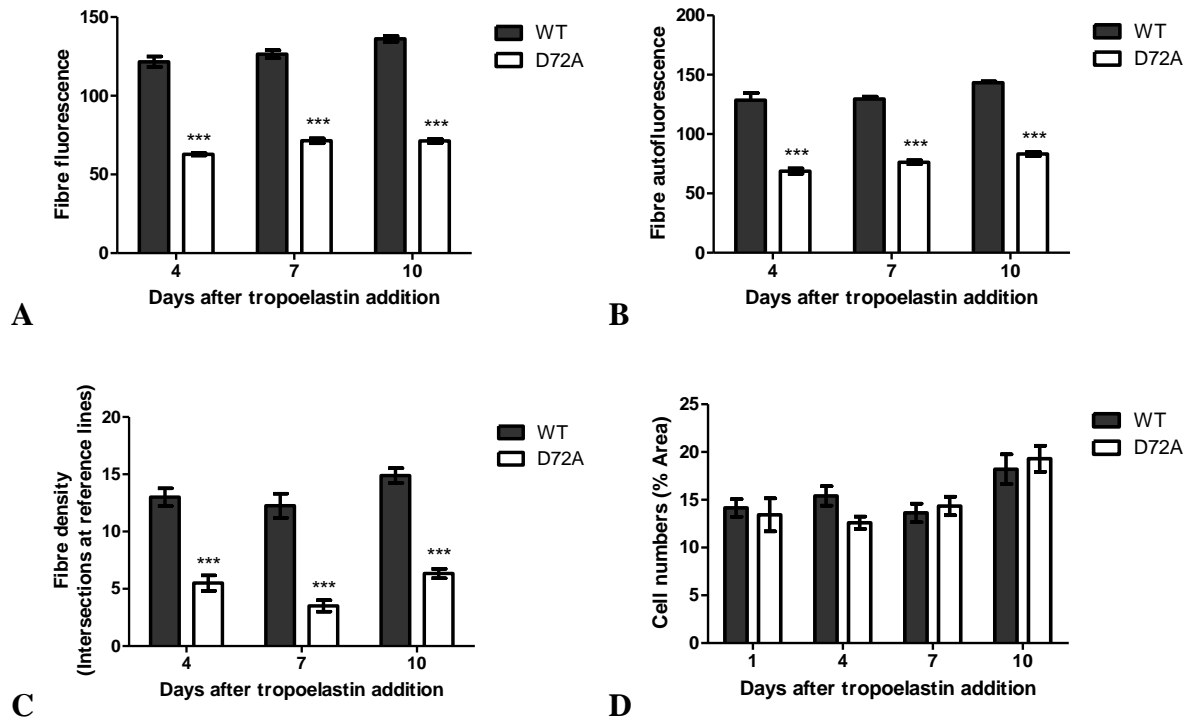 150
100
50
0
Fibre fluorescence
***
***
***
4
7
10
Days after tropoelastin addition
WT
D72A
A
200
150
100
50
0
Fibre autofluorescence
***
***
***
4
7
10
Days after tropoelastin addition
WT
D72A
B
20
15
10
5
0
Fibre density
(Intersections at reference lines)
***
***
***
4
7
10
Days after tropoelastin addition
WT
D72A
C
25
20
15
10
5
0
Cell numbers (% Area)
1
4
7
10
Days after tropoelastin addition
WT
D72A
D